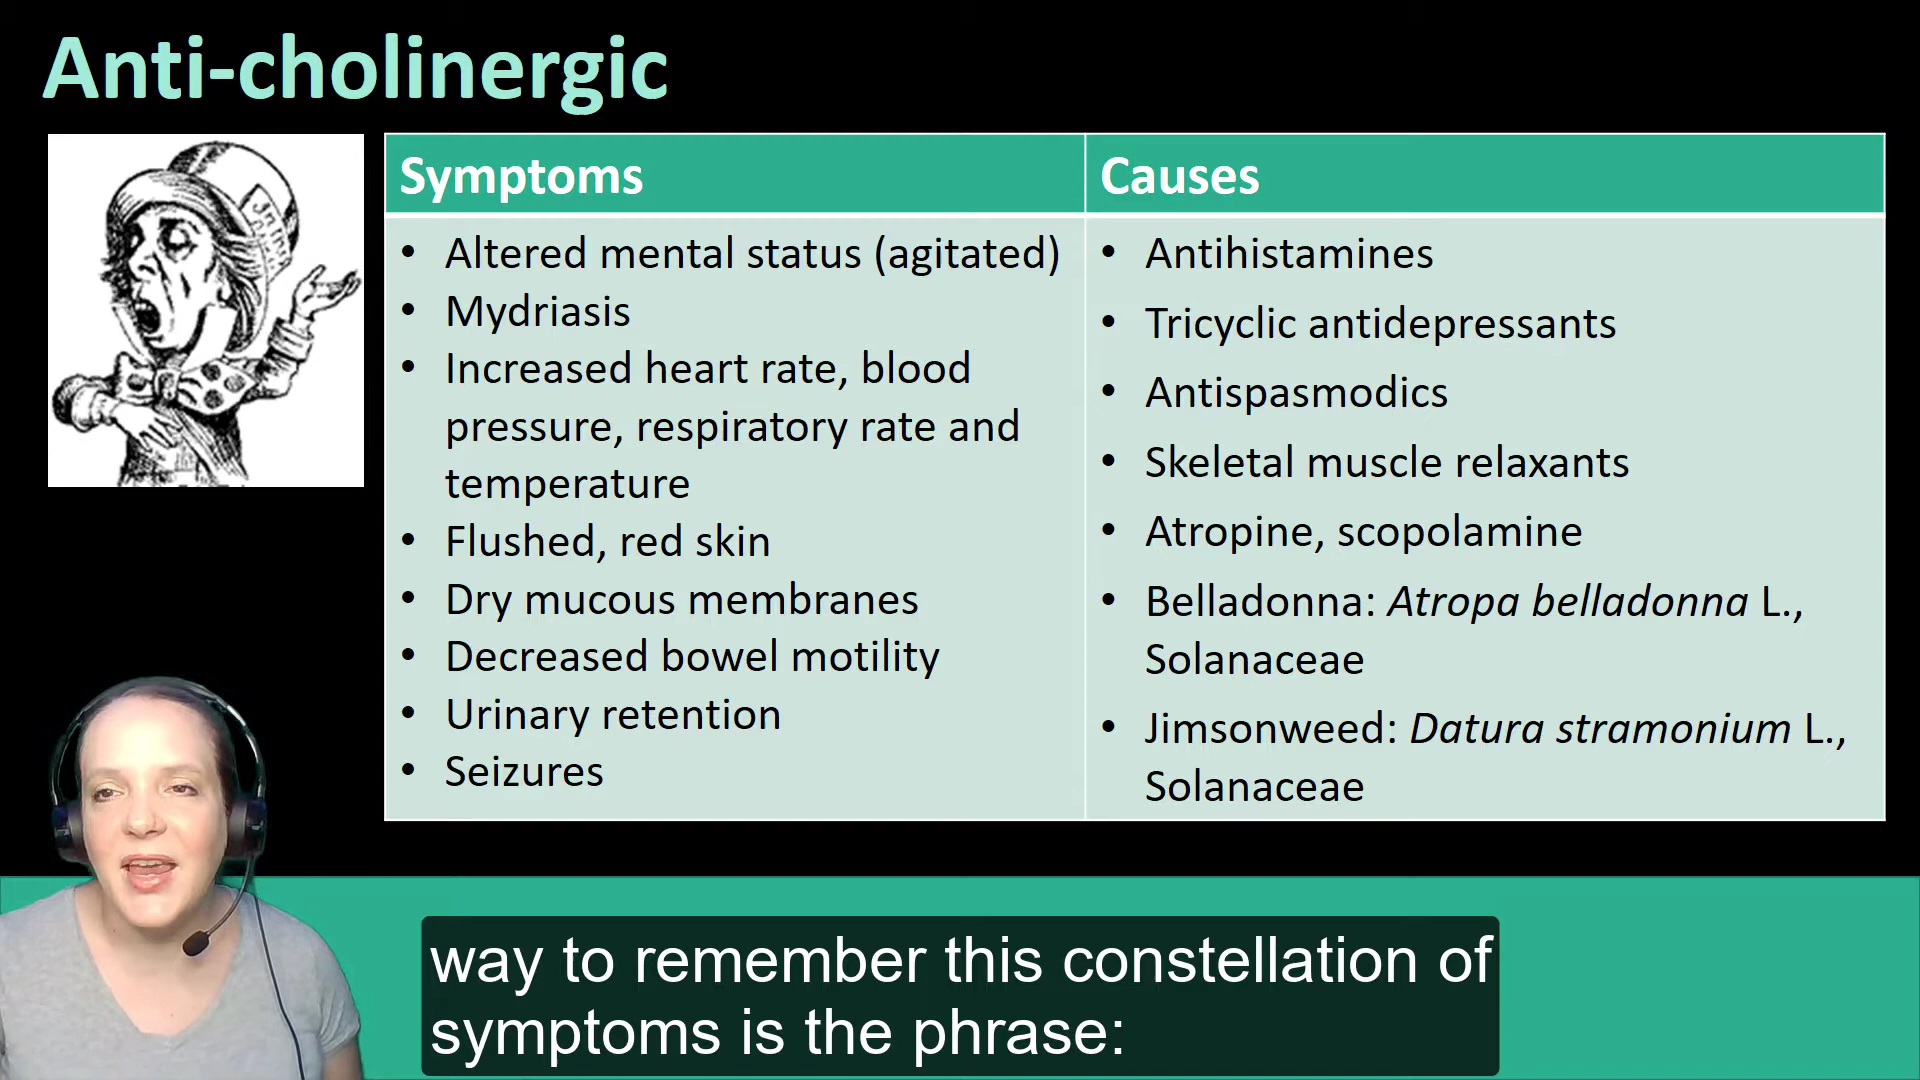 Anti-cholinergic
Symptoms
Causes
• Altered mental status (agitated)
• Mydriasis
• Increased heart rate, blood
pressure, respiratory rate and
temperature
• Flushed, red skin
• Dry mucous membranes
• Decreased bowel motility
• Urinary retention
• Seizures
• Antihistamines
• Tricyclic antidepressants
• Antispasmodics
• Skeletal muscle relaxants
• Atropine, scopolamine
• Belladonna: Atropa belladonna L.,
Solanaceae
• Jimsonweed: Datura stramonium L.,
Solanaceae
way to remember this constellation of
symptoms is the phrase: